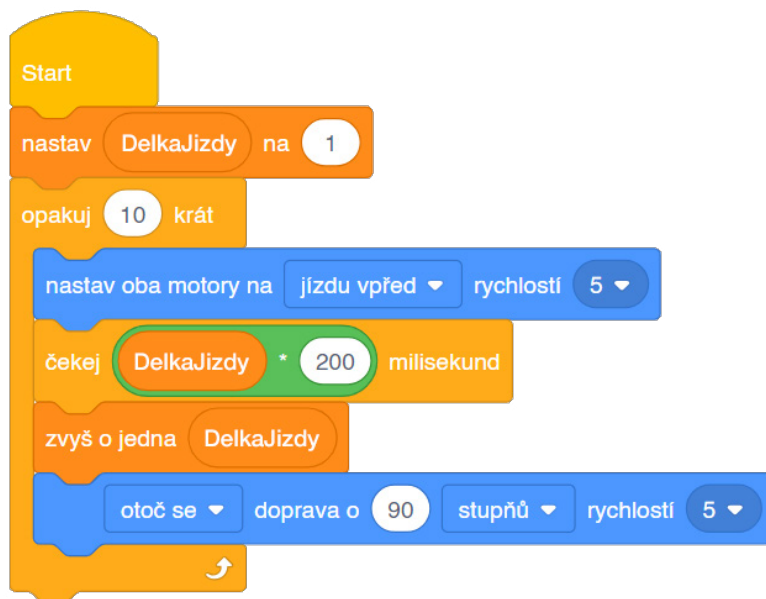 Start
nastav DelkaJizdy na 1
opakuj 10 krát
nastav oba motory na jízdu vpřed rychlostí 5
čekej DelkaJizdy * 200 milisekund
zvyš o jedna DelkaJizdy
otoč se doprava o 90 stupňů rychlostí 5